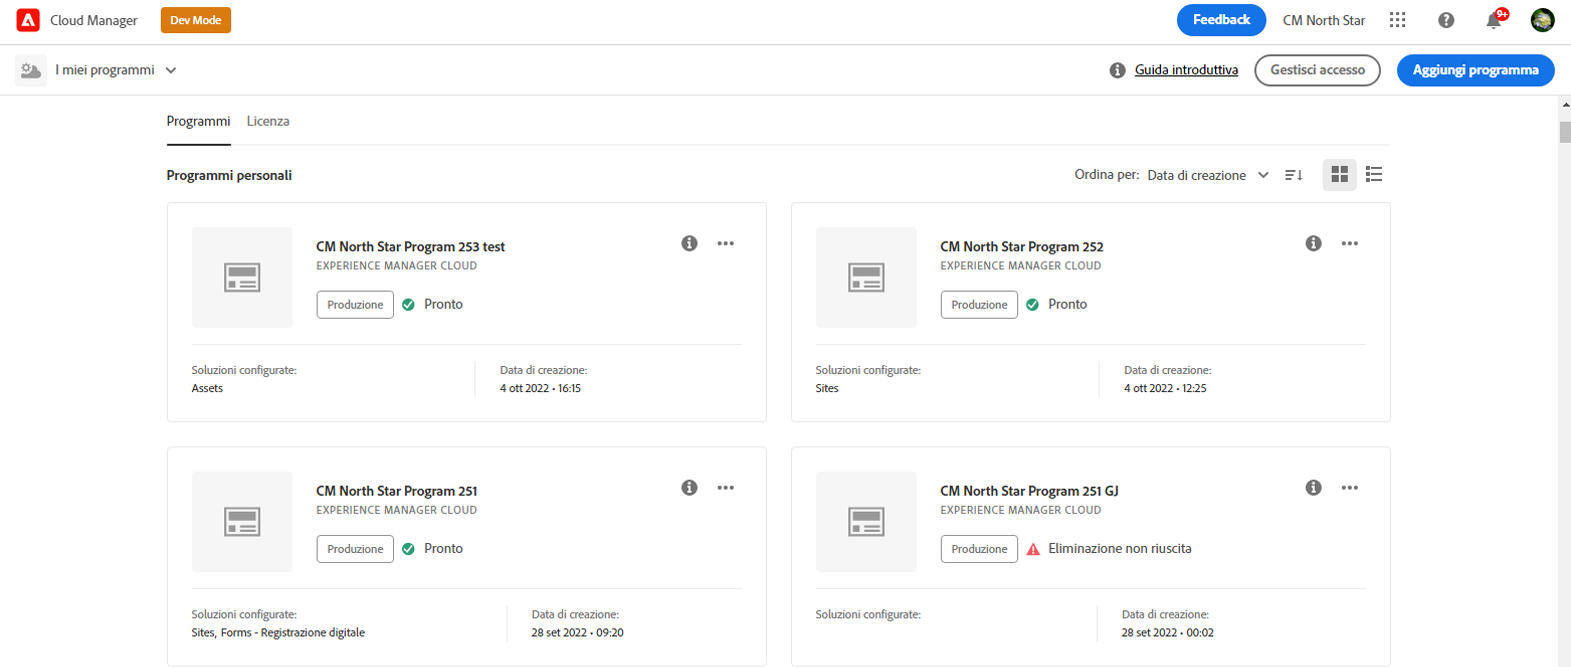 Cloud Manager Dev Mode Feedback CM North Star 9+
I miei programmi Guida introduttiva Gestisci accesso Aggiungi programma
Programmi Licenza
Programmi personali Ordina per: Data di creazione
CM North Star Program 253 test
EXPERIENCE MANAGER CLOUD
Produzione Pronto
Soluzioni configurate: Data di creazione:
Assets 4 ott 2022 • 16:15
CM North Star Program 252
EXPERIENCE MANAGER CLOUD
Produzione Pronto
Soluzioni configurate: Data di creazione:
Sites 4 ott 2022 • 12:25
CM North Star Program 251
EXPERIENCE MANAGER CLOUD
Produzione Pronto
Soluzioni configurate: Data di creazione:
Sites, Forms - Registrazione digitale 28 set 2022 • 09:20
CM North Star Program 251 GJ
EXPERIENCE MANAGER CLOUD
Produzione Eliminazione non riuscita
Soluzioni configurate: Data di creazione:
28 set 2022 • 00:02